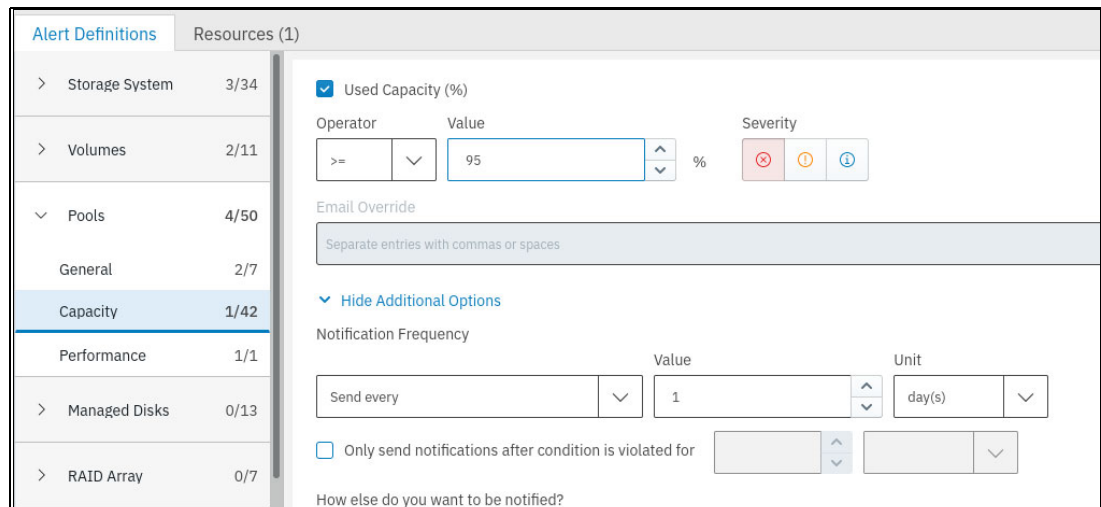 Alert Definitions
Resources (1)
Storage System 3/34
Volumes 2/11
Pools 4/50
General 2/7
Capacity 1/42
Performance 1/1
Managed Disks 0/13
RAID Array 0/7
Used Capacity (%)
Operator Value Severity
>= 95 %
Email Override
Separate entries with commas or spaces
Hide Additional Options
Notification Frequency
Value Unit
Send every 1 day(s)
Only send notifications after condition is violated for
How else do you want to be notified?